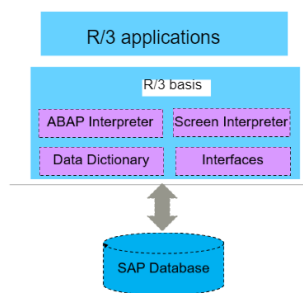 R/3 applications
R/3 basis
ABAP Interpreter
Screen Interpreter
Data Dictionary
Interfaces
SAP Database